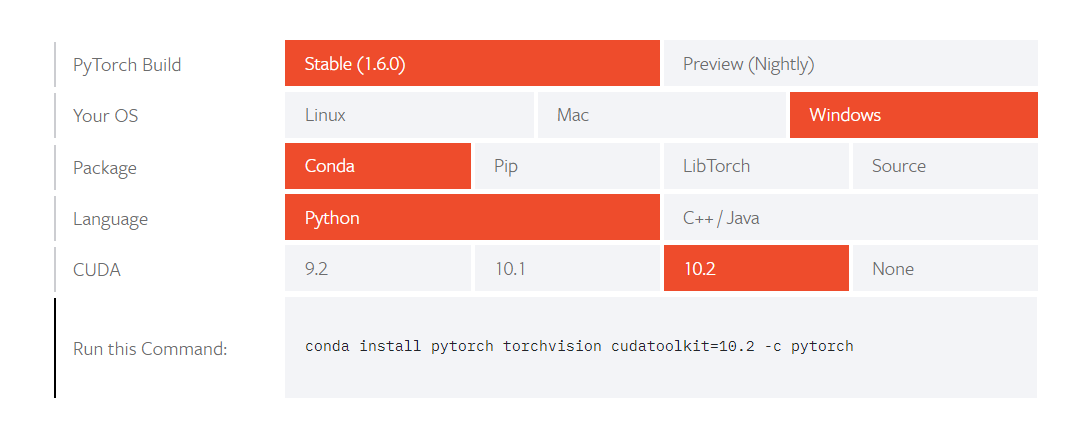 PyTorch Build Stable (1.6.0) Preview (Nightly)
Your OS Linux Mac Windows
Package Conda Pip LibTorch Source
Language Python C++ / Java
CUDA 9.2 10.1 10.2 None
Run this Command: conda install pytorch torchvision cudatoolkit=10.2 -c pytorch